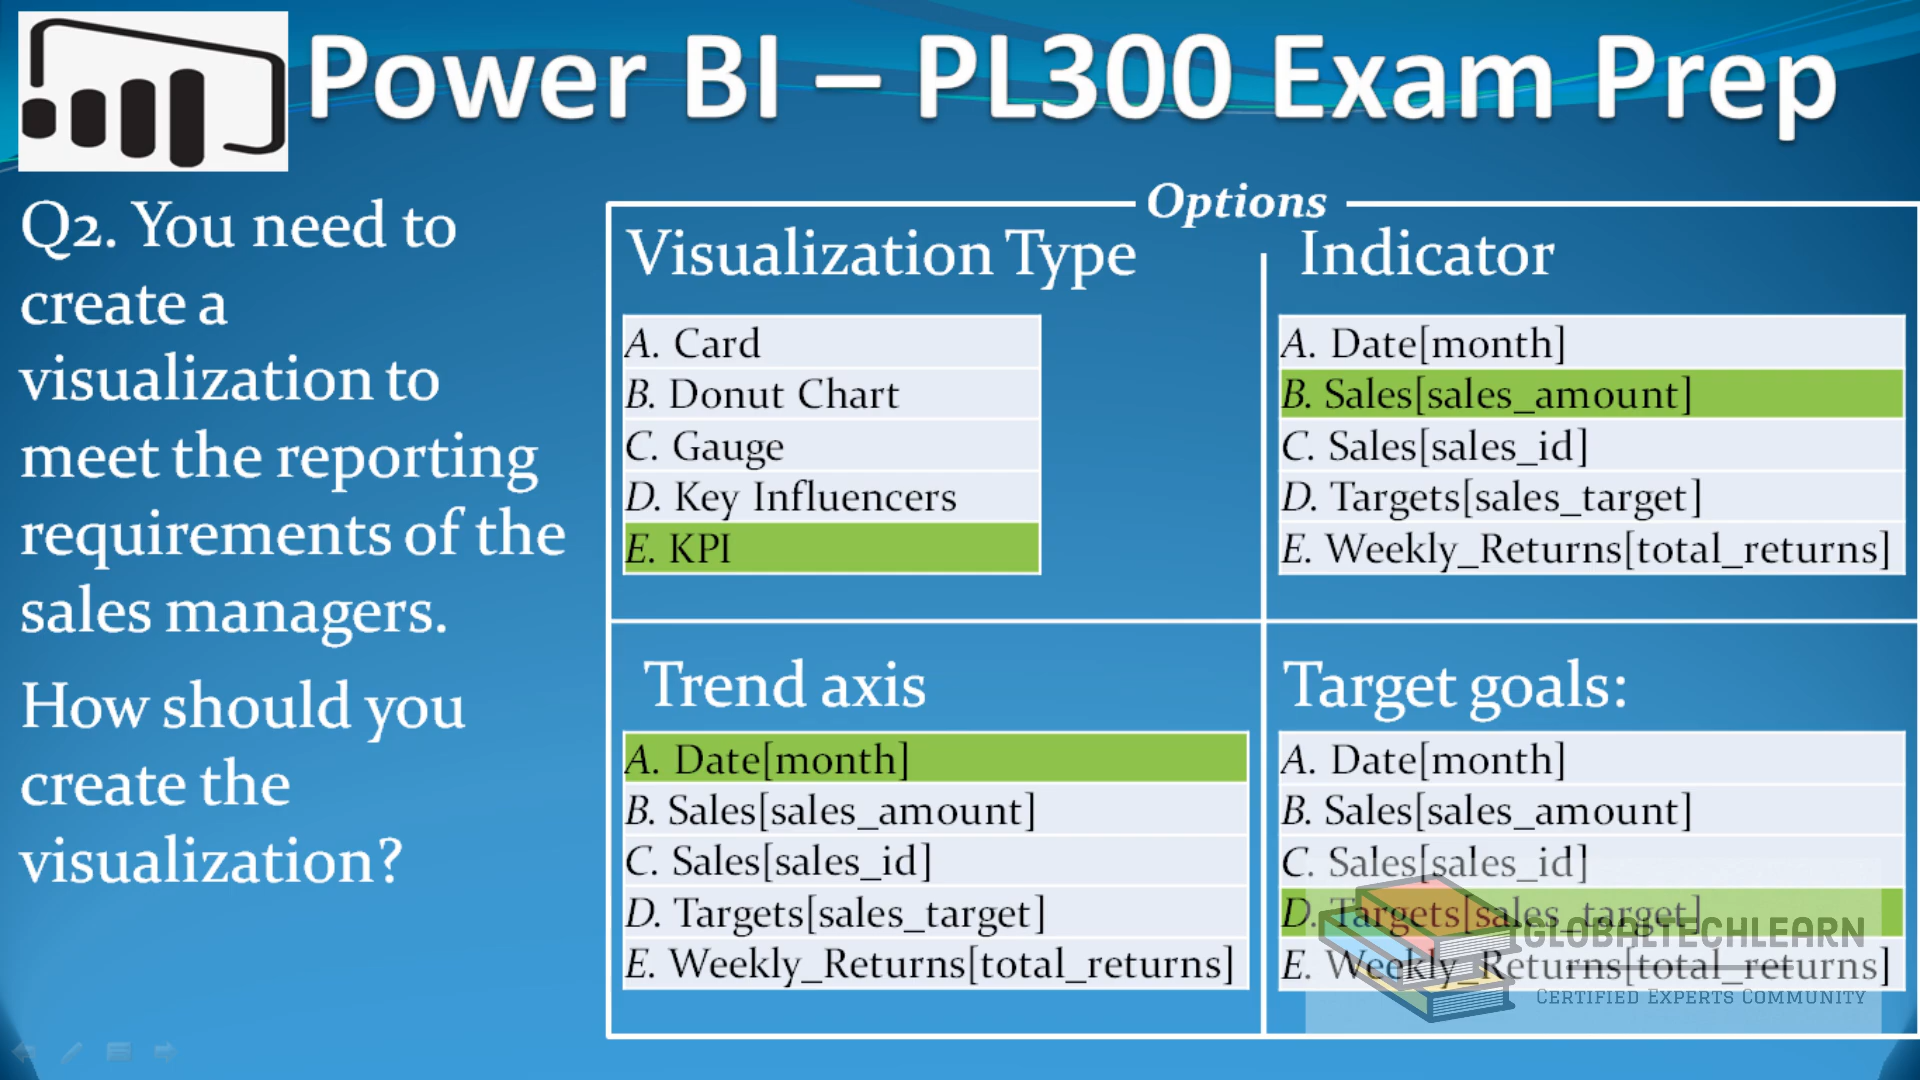 Power BI – PL300 Exam Prep
Q2. You need to
create a
visualization to
meet the reporting
requirements of the
sales managers.
How should you
create the
visualization?
Options
Visualization Type
A. Card
B. Donut Chart
C. Gauge
D. Key Influencers
E. KPI
Indicator
A. Date[month]
B. Sales[sales_amount]
C. Sales[sales_id]
D. Targets[sales_target]
E. Weekly_Returns[total_returns]
Trend axis
A. Date[month]
B. Sales[sales_amount]
C. Sales[sales_id]
D. Targets[sales_target]
E. Weekly_Returns[total_returns]
Target goals:
A. Date[month]
B. Sales[sales_amount]
C. Sales[sales_id]
D. Targets[sales_target]
E. Weekly_Returns[total_returns]
GLOBALTECHLEARN
CERTIFIED EXPERTS COMMUNITY